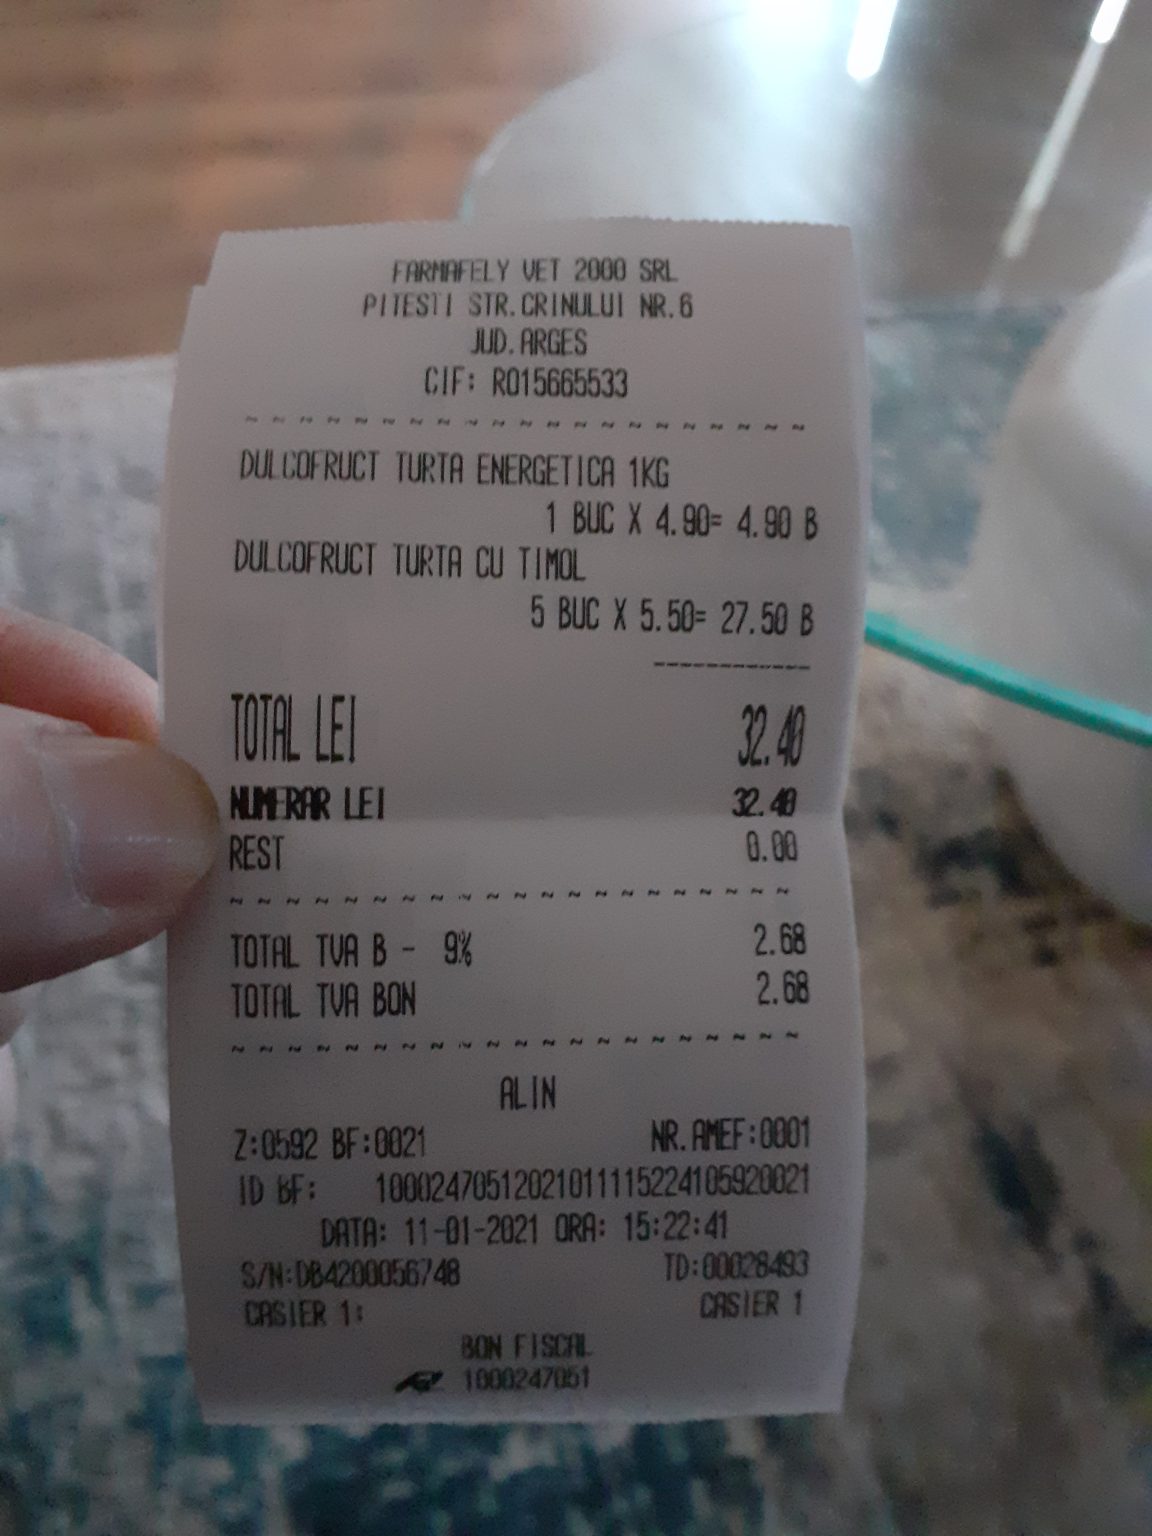 FARMAFELY VET 2000 SRL
PITESTI STR.CRINULUI NR.6
JUD.ARGES
CIF: RO15665533
~ ~ ~ ~ ~ ~ ~ ~ ~ ~ ~ ~ ~ ~ ~ ~ ~ ~ ~ ~ ~
DULCOFRUCT TURTA ENERGETICA 1KG
1 BUC X 4.90= 4.90 B
DULCOFRUCT TURTA CU TIMOL
5 BUC X 5.50= 27.50 B
------------
TOTAL LEI 32.40
NUMERAR LEI 32.40
REST 0.00
~ ~ ~ ~ ~ ~ ~ ~ ~ ~ ~ ~ ~ ~ ~ ~ ~ ~ ~ ~ ~
TOTAL TVA B - 9% 2.68
TOTAL TVA BON 2.68
~ ~ ~ ~ ~ ~ ~ ~ ~ ~ ~ ~ ~ ~ ~ ~ ~ ~ ~ ~ ~
ALIN
Z:0592 BF:0021 NR.AMEF:0001
ID BF: 10002470512021011115224105920021
DATA: 11-01-2021 ORA: 15:22:41
S/N:DB4200056748 TD:00028493
CASIER 1: CASIER 1
BON FISCAL
1000247051